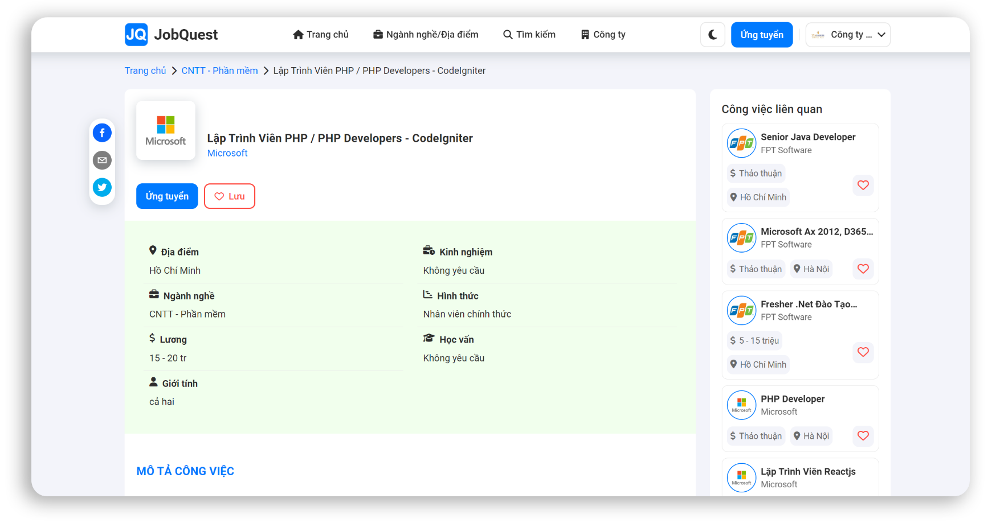 JQ JobQuest
Trang chủ
Ngành nghề/Địa điểm
Tìm kiếm
Công ty
Ứng tuyển
Công ty ...
Trang chủ > CNTT - Phần mềm > Lập Trình Viên PHP / PHP Developers - CodeIgniter
Microsoft
Lập Trình Viên PHP / PHP Developers - CodeIgniter
Microsoft
Ứng tuyển
Lưu
Địa điểm
Hồ Chí Minh
Kinh nghiệm
Không yêu cầu
Ngành nghề
CNTT - Phần mềm
Hình thức
Nhân viên chính thức
$ Lương
15 - 20 tr
Học vấn
Không yêu cầu
Giới tính
cả hai
MÔ TẢ CÔNG VIỆC
Công việc liên quan
FPT
Senior Java Developer
FPT Software
$ Thảo thuận
Hồ Chí Minh
FPT
Microsoft Ax 2012, D365...
FPT Software
$ Thảo thuận
Hà Nội
FPT
Fresher .Net Đào Tạo...
FPT Software
$ 5 - 15 triệu
Hồ Chí Minh
Microsoft
PHP Developer
Microsoft
$ Thảo thuận
Hà Nội
Microsoft
Lập Trình Viên Reactjs
Microsoft